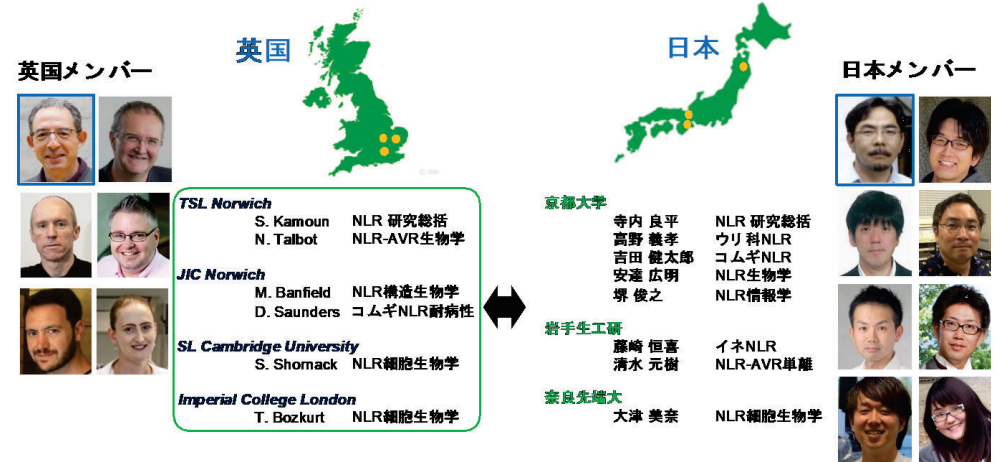 英国
日本
英国メンバー
日本メンバー
TSL Norwich
S. Kamoun NLR 研究総括
N. Talbot NLR-AVR生物学
JIC Norwich
M. Banfield NLR構造生物学
D. Saunders コムギNLR耐病性
SL Cambridge University
S. Shornack NLR細胞生物学
Imperial College London
T. Bozkurt NLR細胞生物学
京都大学
寺内 良平 NLR 研究総括
高野 義孝 ウリ科NLR
吉田 健太郎 コムギNLR
安達 広明 NLR生物学
堺 俊之 NLR情報学
岩手生工研
藤崎 恒喜 イネNLR
清水 元樹 NLR-AVR単離
奈良先端大
大津 美奈 NLR細胞生物学